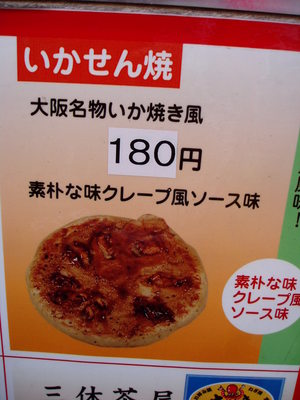 いかせん焼
大阪名物いか焼き風
180円
素朴な味クレープ風ソース味
素朴な味
クレープ風
ソース味